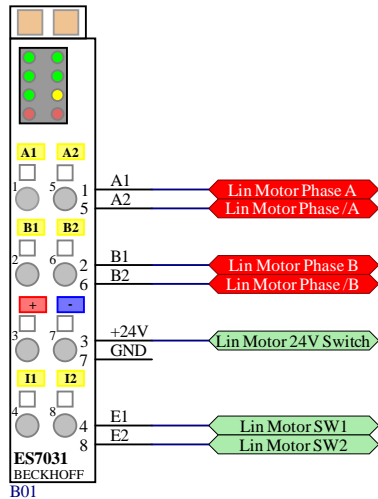 A1 A2
1 5
A1
1 Lin Motor Phase A
A2
5 Lin Motor Phase /A
B1 B2
2 6
B1
2 Lin Motor Phase B
B2
6 Lin Motor Phase /B
+ -
3 7
+24V
3 Lin Motor 24V Switch
GND
7
I1 I2
4 8
E1
4 Lin Motor SW1
E2
8 Lin Motor SW2
ES7031
BECKHOFF
B01